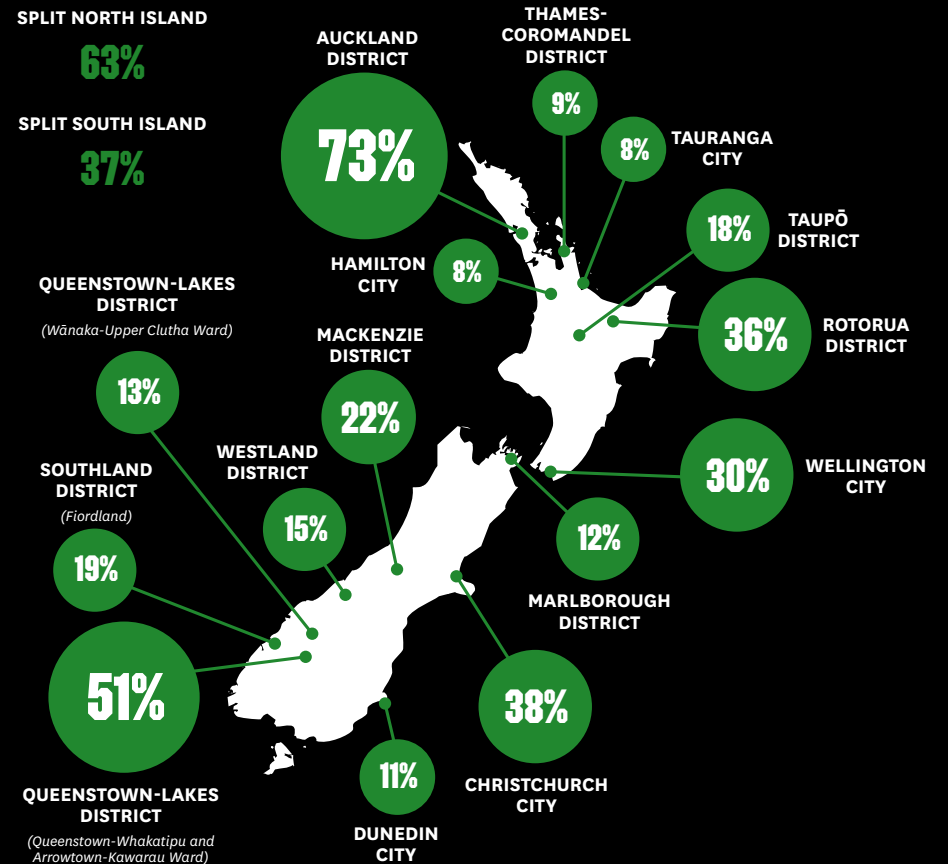 SPLIT NORTH ISLAND
63%
SPLIT SOUTH ISLAND
37%
AUCKLAND
DISTRICT
73%
THAMES-
COROMANDEL
DISTRICT
9%
8%
TAURANGA
CITY
18%
TAUPŌ
DISTRICT
HAMILTON
CITY
8%
36%
ROTORUA
DISTRICT
QUEENSTOWN-LAKES
DISTRICT
(Wānaka-Upper Clutha Ward)
13%
MACKENZIE
DISTRICT
22%
WESTLAND
DISTRICT
15%
30%
WELLINGTON
CITY
SOUTHLAND
DISTRICT
(Fiordland)
19%
12%
MARLBOROUGH
DISTRICT
51%
QUEENSTOWN-LAKES
DISTRICT
(Queenstown-Whakatipu and
Arrowtown-Kawarau Ward)
38%
CHRISTCHURCH
CITY
11%
DUNEDIN
CITY